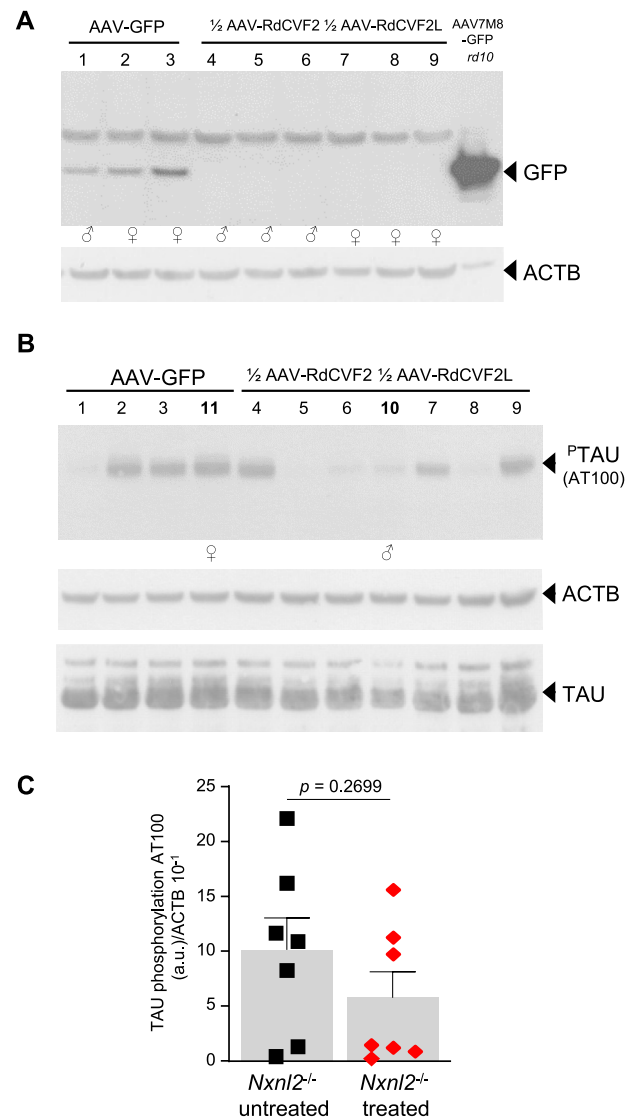 A
AAV-GFP
½ AAV-RdCVF2 ½ AAV-RdCVF2L
AAV7M8
-GFP
rd10
1 2 3 4 5 6 7 8 9
GFP
♂ ♀ ♀ ♂ ♂ ♂ ♀ ♀ ♀
ACTB
B
AAV-GFP
½ AAV-RdCVF2 ½ AAV-RdCVF2L
1 2 3 11 4 5 6 10 7 8 9
ᴾTAU
(AT100)
♀ ♂
ACTB
TAU
C
p = 0.2699
TAU phosphorylation AT100
(a.u.)/ACTB 10⁻¹
25
20
15
10
5
0
Nxnl2⁻/⁻ Nxnl2⁻/⁻
untreated treated